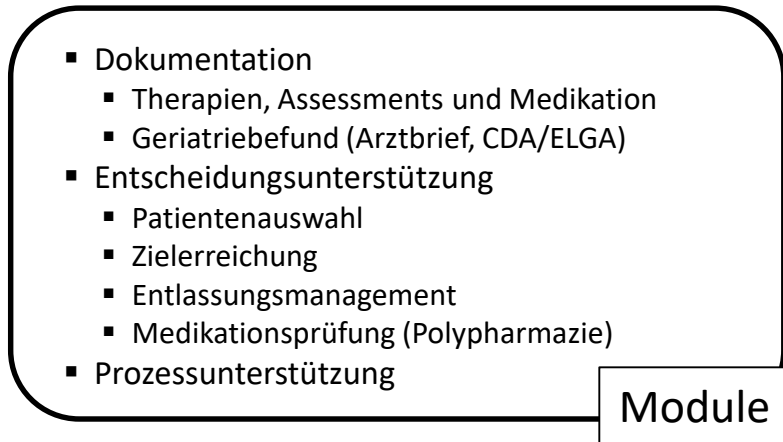 ▪ Dokumentation
▪ Therapien, Assessments und Medikation
▪ Geriatriebefund (Arztbrief, CDA/ELGA)
▪ Entscheidungsunterstützung
▪ Patientenauswahl
▪ Zielerreichung
▪ Entlassungsmanagement
▪ Medikationsprüfung (Polypharmazie)
▪ Prozessunterstützung
Module